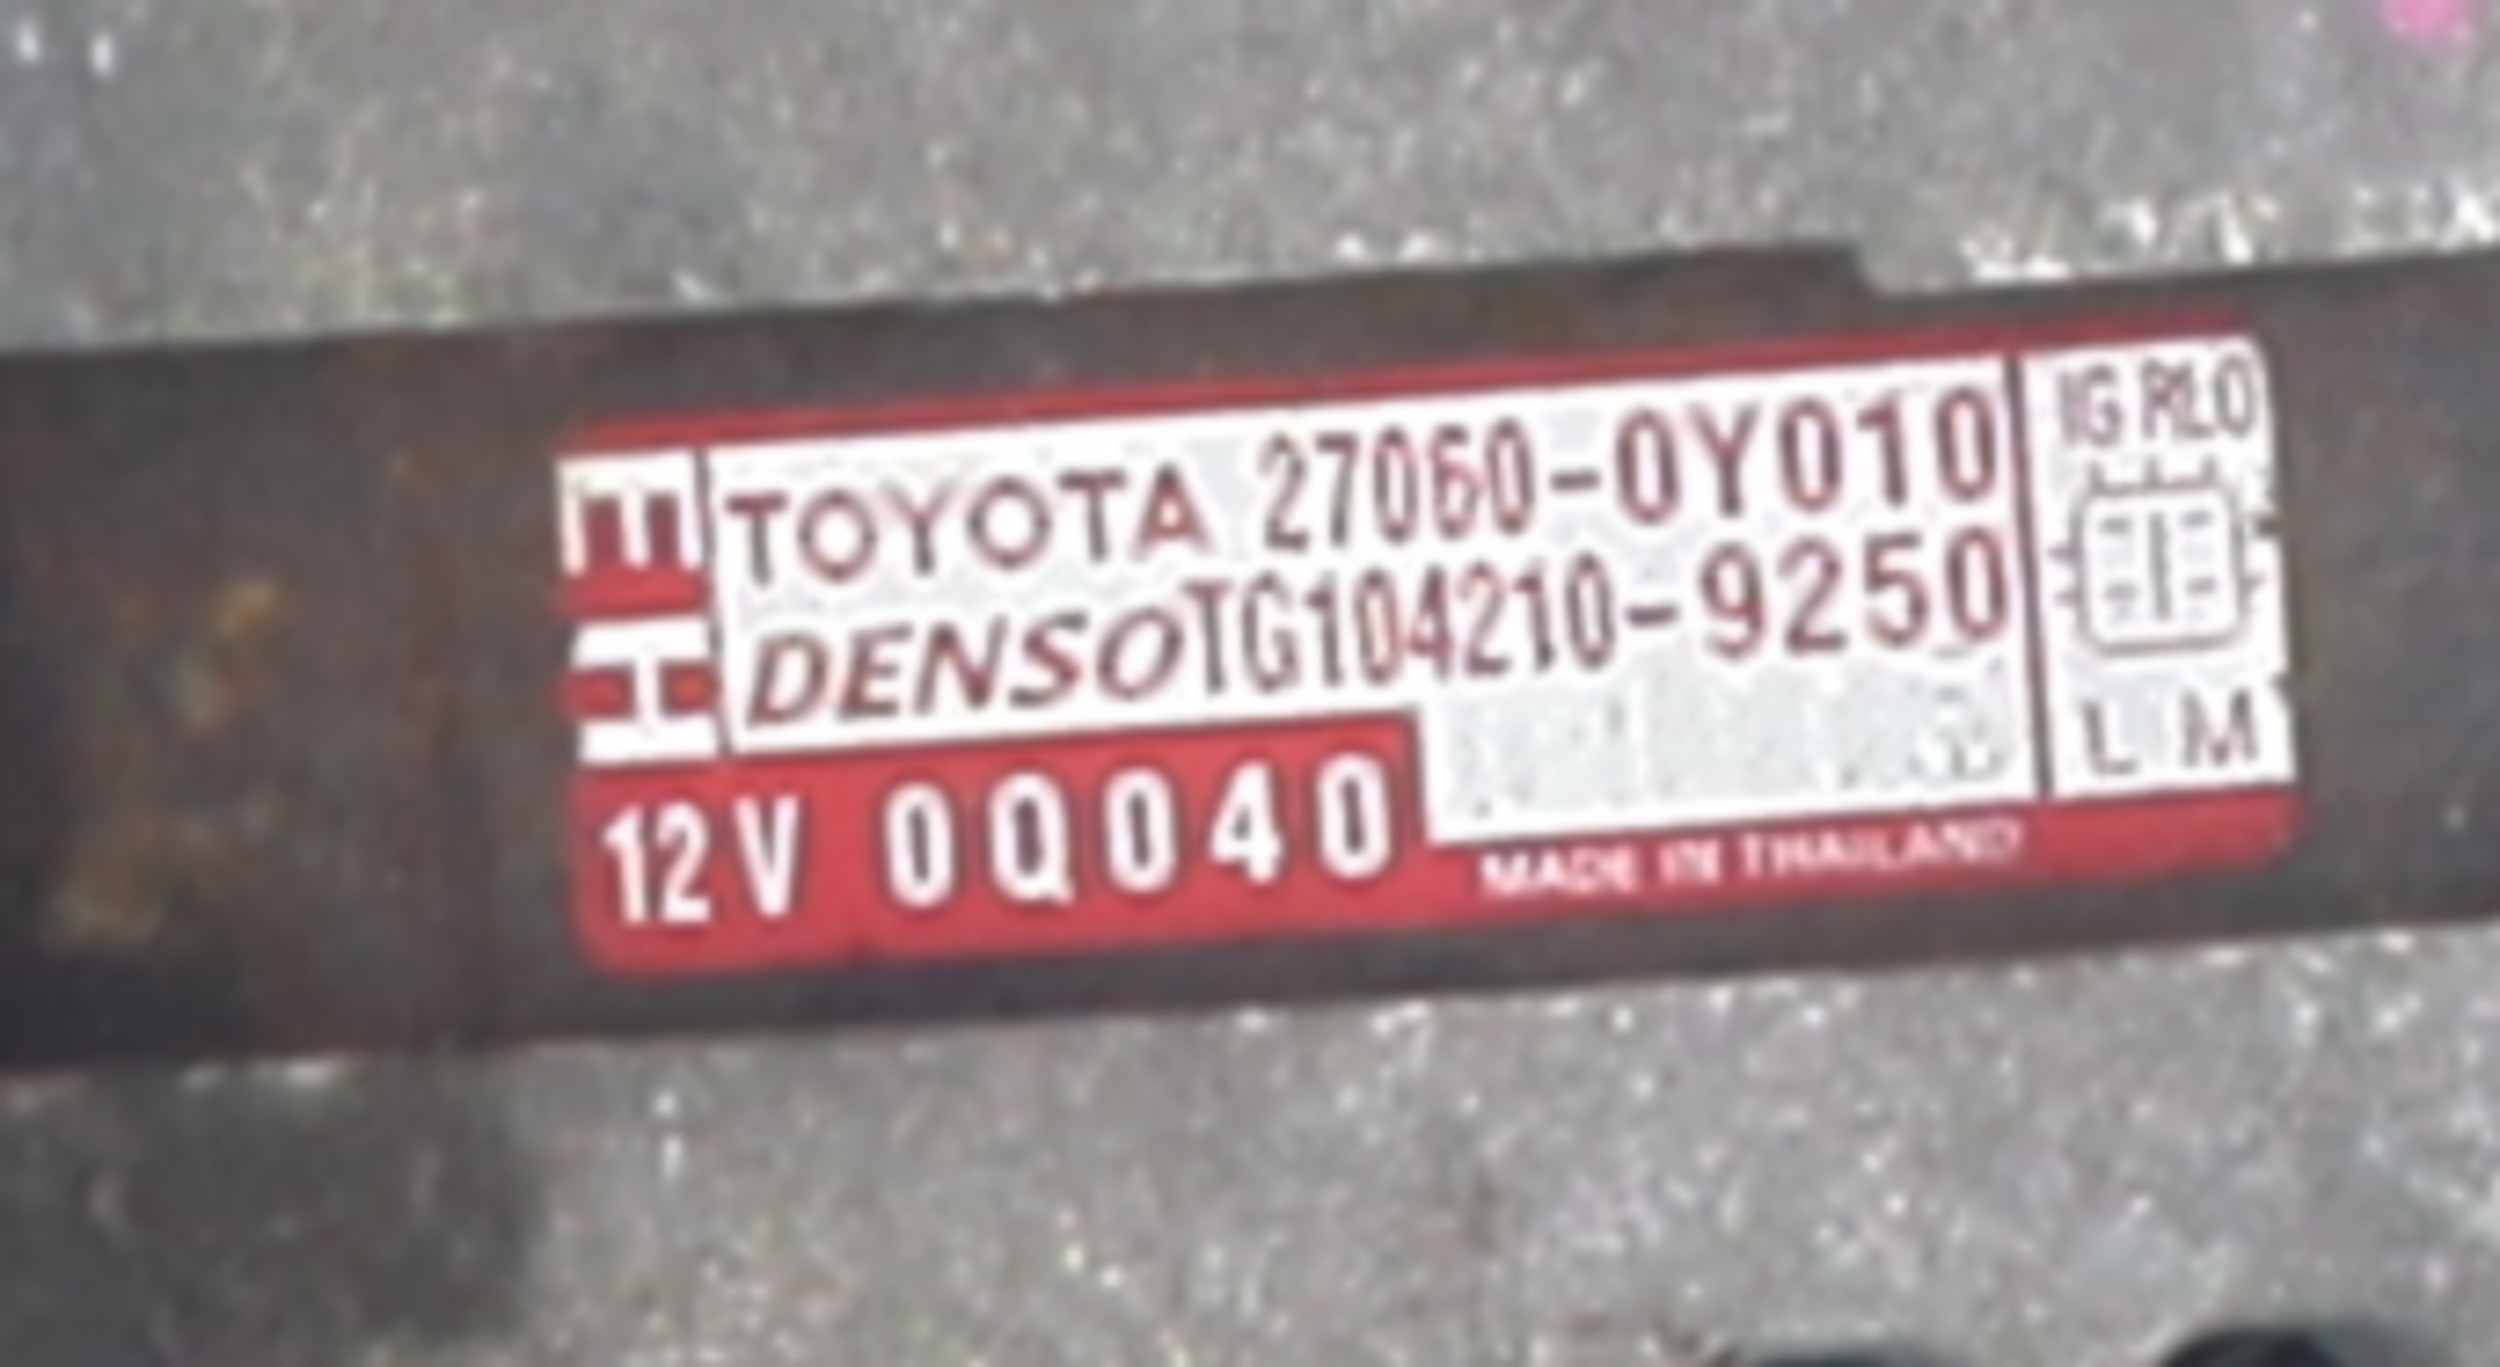 TOYOTA 27060-0Y010
DENSO TG104210-9250
12V 0Q040
MADE IN THAILAND
IG RLO
L M